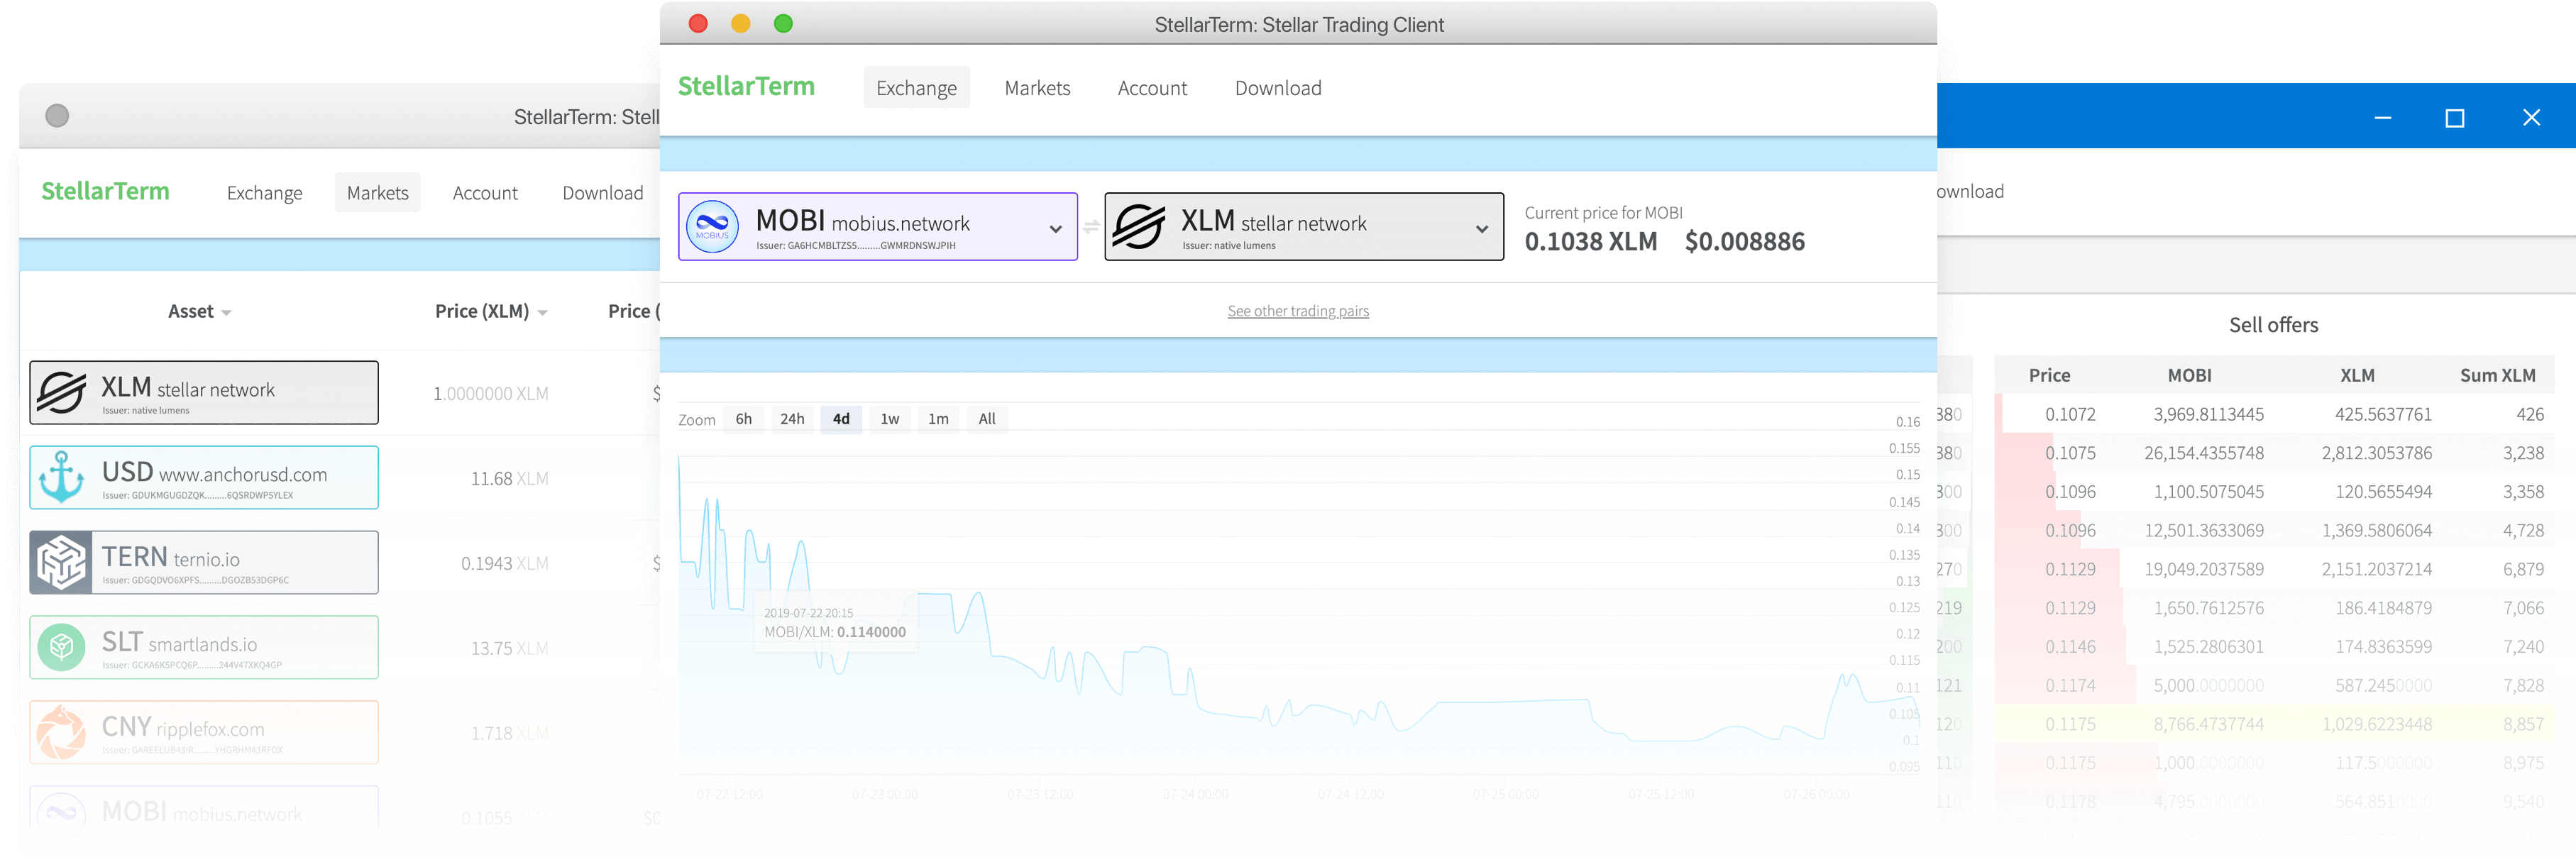 StellarTerm: Stellar Trading Client
StellarTerm Exchange Markets Account Download
MOBIUS
MOBI mobius.network
Issuer: GA6HCMBLTZS5.........GWMRDNSWJPIH
XLM stellar network
Issuer: native lumens
Current price for MOBI
0.1038 XLM $0.008886
See other trading pairs
Zoom 6h 24h 4d 1w 1m All
0.16
0.155
0.15
0.145
0.14
0.135
0.13
0.125
0.12
0.115
0.11
0.105
0.1
0.095
2019-07-22 20:15
MOBI/XLM: 0.1140000
07-22 12:00 07-23 00:00 07-23 12:00 07-24 00:00 07-24 12:00 07-25 00:00 07-25 12:00 07-26 00:00
StellarTerm: Stell
StellarTerm Exchange Markets Account Download
Asset Price (XLM) Price (
XLM stellar network
Issuer: native lumens
1.0000000 XLM $
USD www.anchorusd.com
Issuer: GDUKMGUGDZQK.........6QSRDWP5YLEX
11.68 XLM
TERN ternio.io
Issuer: GDGQDVO6XPFS.........DGOZB53DGP6C
0.1943 XLM $
SLT smartlands.io
Issuer: GCKA6K5PCQ6P.........244V47XKQ4GP
13.75 XLM
CNY ripplefox.com
Issuer: GAREELUB43IR.........YHGRHM43RFOX
1.718 XLM
MOBI mobius.network
0.1055 XLM $0
ownload
Sell offers
Price MOBI XLM Sum XLM
380 0.1072 3,969.8113445 425.5637761 426
380 0.1075 26,154.4355748 2,812.3053786 3,238
300 0.1096 1,100.5075045 120.5655494 3,358
300 0.1096 12,501.3633069 1,369.5806064 4,728
270 0.1129 19,049.2037589 2,151.2037214 6,879
219 0.1129 1,650.7612576 186.4184879 7,066
200 0.1146 1,525.2806301 174.8363599 7,240
121 0.1174 5,000.0000000 587.2450000 7,828
120 0.1175 8,766.4737744 1,029.6223448 8,857
110 0.1175 1,000.0000000 117.5000000 8,975
110 0.1178 4,795.0000000 564.8510000 9,540